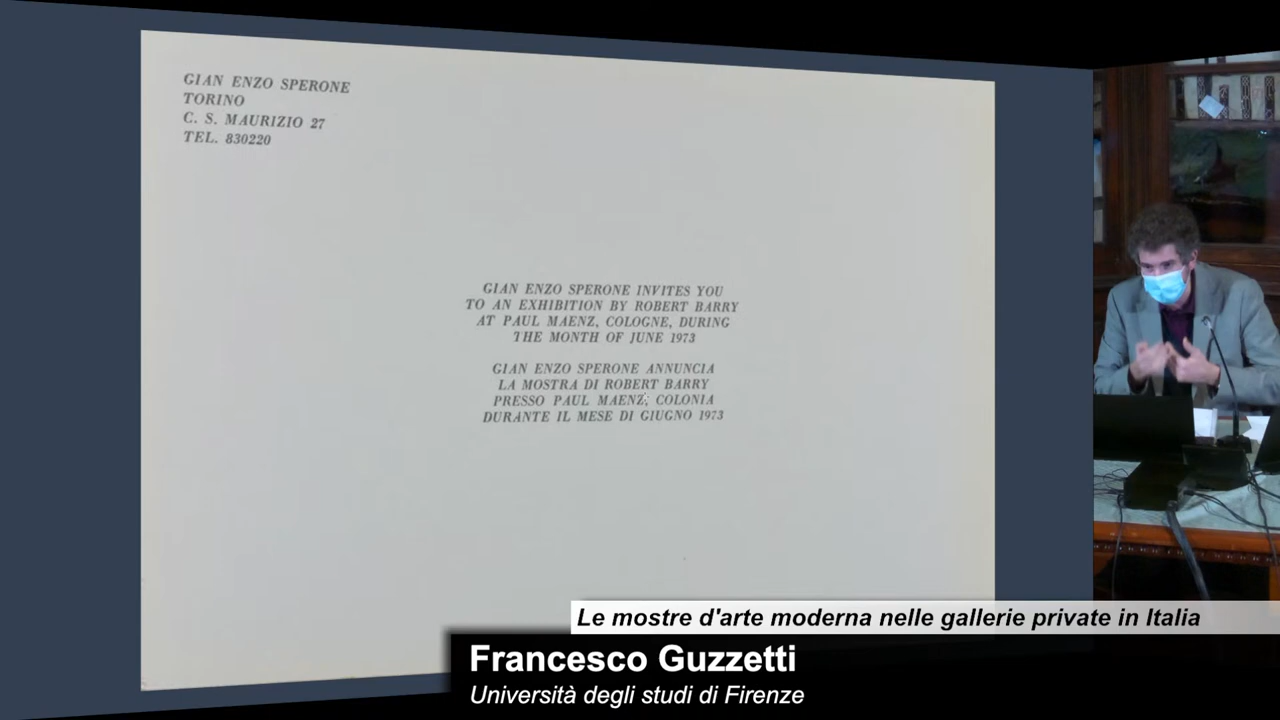 GIAN ENZO SPERONE
TORINO
C. S. MAURIZIO 27
TEL. 830220
GIAN ENZO SPERONE INVITES YOU
TO AN EXHIBITION BY ROBERT BARRY
AT PAUL MAENZ, COLOGNE, DURING
THE MONTH OF JUNE 1973
GIAN ENZO SPERONE ANNUNCIA
LA MOSTRA DI ROBERT BARRY
PRESSO PAUL MAENZ, COLONIA
DURANTE IL MESE DI GIUGNO 1973
Le mostre d'arte moderna nelle gallerie private in Italia
Francesco Guzzetti
Università degli studi di Firenze